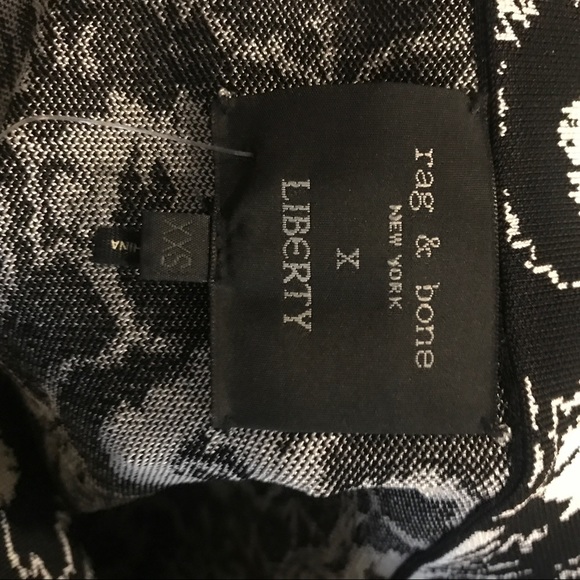 rag & bone
NEW YORK
X
LIBERTY
XXS